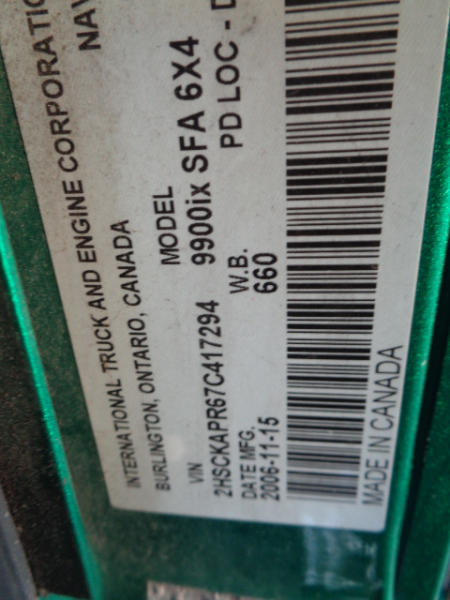 INTERNATIONAL TRUCK AND ENGINE CORPORATION
BURLINGTON, ONTARIO, CANADA
VIN
2HSCKAPR67C417294
MODEL
9900ix SFA 6X4
DATE MFG.
2006-11-15
W.B.
660
PD LOC - D
MADE IN CANADA